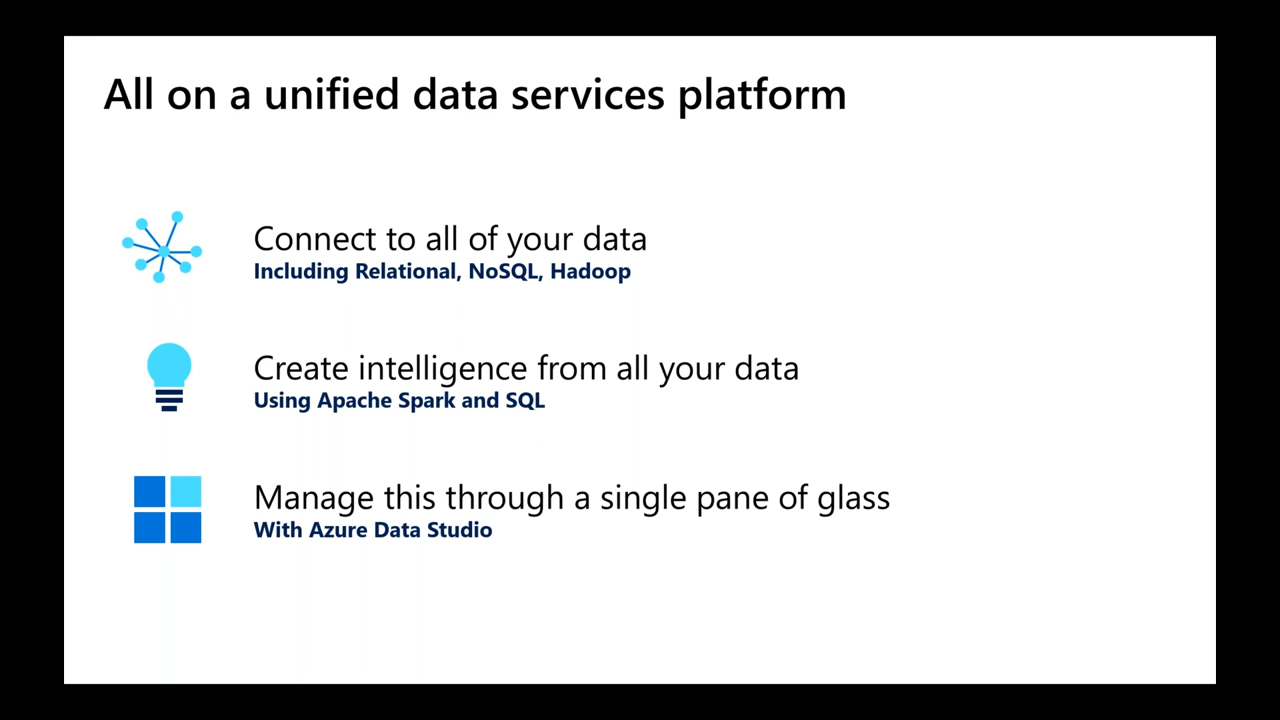 All on a unified data services platform
Connect to all of your data
Including Relational, NoSQL, Hadoop
Create intelligence from all your data
Using Apache Spark and SQL
Manage this through a single pane of glass
With Azure Data Studio